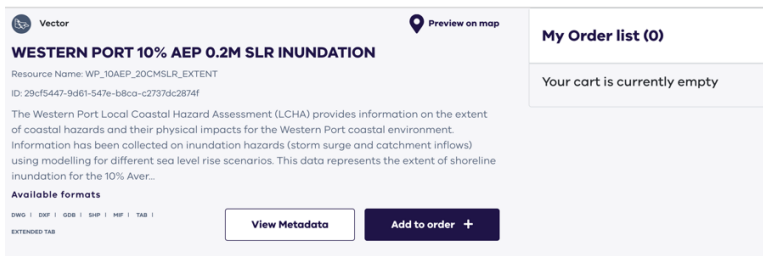 Vector
Preview on map
WESTERN PORT 10% AEP 0.2M SLR INUNDATION
Resource Name: WP_10AEP_20CMSLR_EXTENT
ID: 29cf5447-9d61-547e-b8ca-c2737dc2874f
The Western Port Local Coastal Hazard Assessment (LCHA) provides information on the extent
of coastal hazards and their physical impacts for the Western Port coastal environment.
Information has been collected on inundation hazards (storm surge and catchment inflows)
using modelling for different sea level rise scenarios. This data represents the extent of shoreline
inundation for the 10% Aver...
Available formats
DWG | DXF | GDB | SHP | MIF | TAB |
EXTENDED TAB
View Metadata
Add to order +
My Order list (0)
Your cart is currently empty